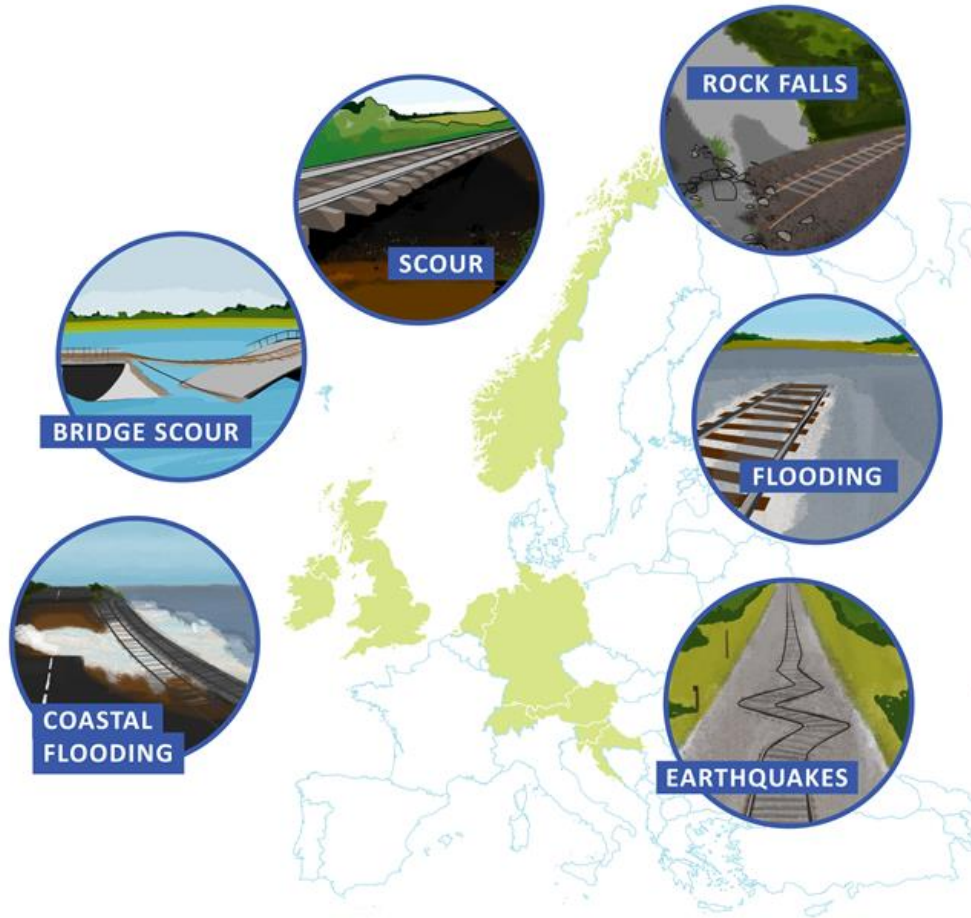 ROCK FALLS
SCOUR
BRIDGE SCOUR
FLOODING
COASTAL
FLOODING
EARTHQUAKES